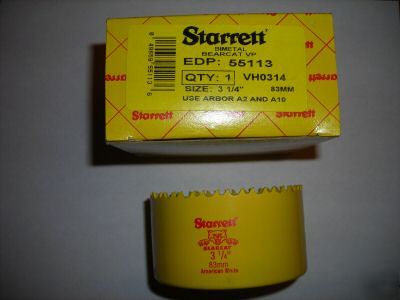 Starrett
BIMETAL
BEARCAT VP
EDP: 55113
QTY: 1 VH0314
SIZE: 3 1/4" 83MM
USE ARBOR A2 AND A10
Starrett
BEARCAT
3 1/4"
83mm
American Made